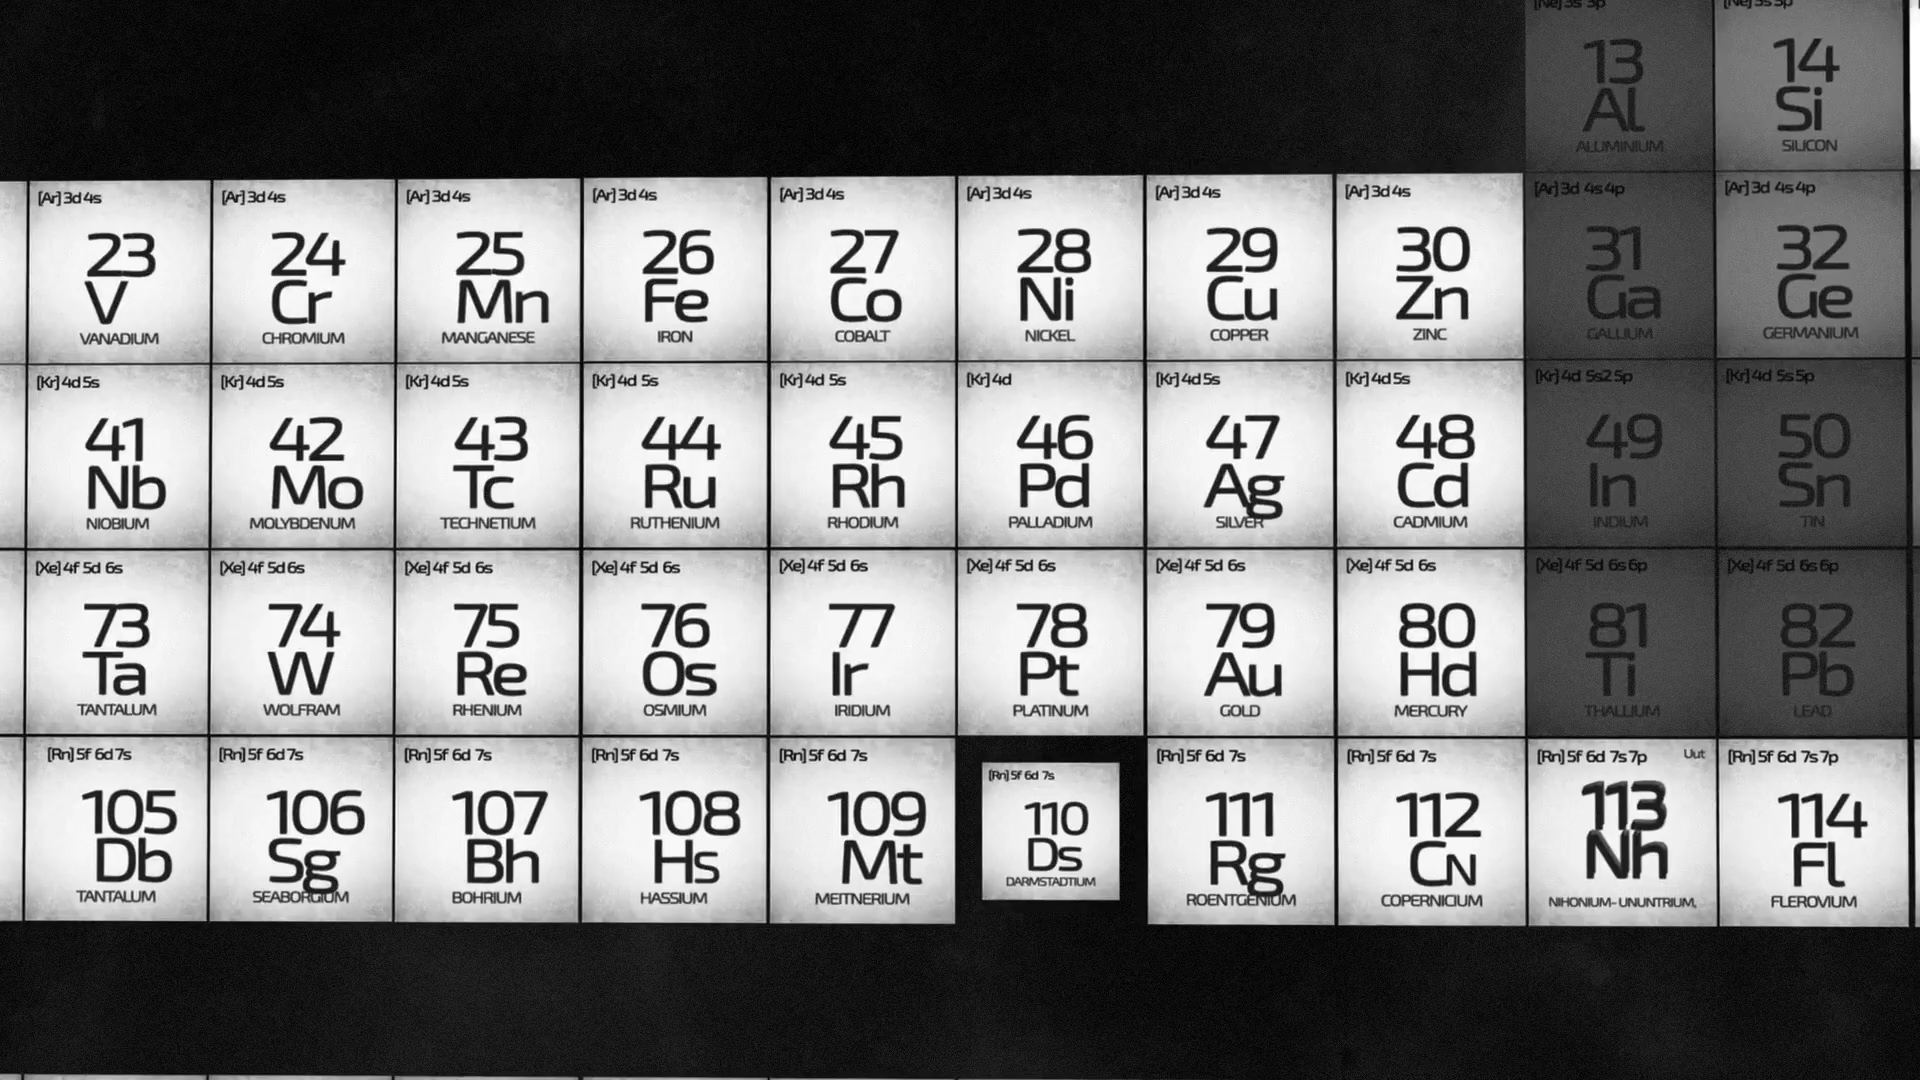 [Ne] 3s 3p
[Ne] 3s 3p
13
Al
ALUMINIUM
14
Si
SILICON
[Ar] 3d 4s
23
V
VANADIUM
[Ar] 3d 4s
24
Cr
CHROMIUM
[Ar] 3d 4s
25
Mn
MANGANESE
[Ar] 3d 4s
26
Fe
IRON
[Ar] 3d 4s
27
Co
COBALT
[Ar] 3d 4s
28
Ni
NICKEL
[Ar] 3d 4s
29
Cu
COPPER
[Ar] 3d 4s
30
Zn
ZINC
[Ar] 3d 4s 4p
31
Ga
GALLIUM
[Ar] 3d 4s 4p
32
Ge
GERMANIUM
[Kr] 4d 5s
41
Nb
NIOBIUM
[Kr] 4d 5s
42
Mo
MOLYBDENUM
[Kr] 4d 5s
43
Tc
TECHNETIUM
[Kr] 4d 5s
44
Ru
RUTHENIUM
[Kr] 4d 5s
45
Rh
RHODIUM
[Kr] 4d
46
Pd
PALLADIUM
[Kr] 4d 5s
47
Ag
SILVER
[Kr] 4d 5s
48
Cd
CADMIUM
[Kr] 4d 5s2 5p
49
In
INDIUM
[Kr] 4d 5s 5p
50
Sn
TIN
[Xe] 4f 5d 6s
73
Ta
TANTALUM
[Xe] 4f 5d 6s
74
W
WOLFRAM
[Xe] 4f 5d 6s
75
Re
RHENIUM
[Xe] 4f 5d 6s
76
Os
OSMIUM
[Xe] 4f 5d 6s
77
Ir
IRIDIUM
[Xe] 4f 5d 6s
78
Pt
PLATINUM
[Xe] 4f 5d 6s
79
Au
GOLD
[Xe] 4f 5d 6s
80
Hd
MERCURY
[Xe] 4f 5d 6s 6p
81
Ti
THALLIUM
[Xe] 4f 5d 6s 6p
82
Pb
LEAD
[Rn] 5f 6d 7s
105
Db
TANTALUM
[Rn] 5f 6d 7s
106
Sg
SEABORGIUM
[Rn] 5f 6d 7s
107
Bh
BOHRIUM
[Rn] 5f 6d 7s
108
Hs
HASSIUM
[Rn] 5f 6d 7s
109
Mt
MEITNERIUM
[Rn] 5f 6d 7s
110
Ds
DARMSTADTIUM
[Rn] 5f 6d 7s
111
Rg
ROENTGENIUM
[Rn] 5f 6d 7s
112
CN
COPERNICIUM
[Rn] 5f 6d 7s 7p Uut
113
Nh
NIHONIUM- UNUNTRIUM,
[Rn] 5f 6d 7s 7p
114
Fl
FLEROVIUM